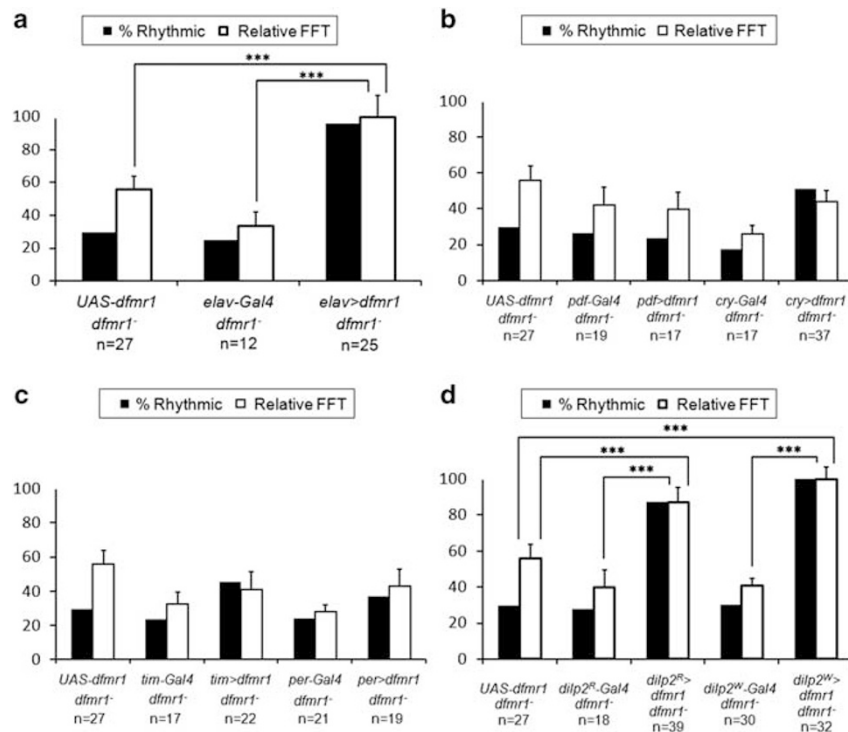 a
% Rhythmic Relative FFT
***
***
100
80
60
40
20
0
UAS-dfmr1 elav-Gal4 elav>dfmr1
dfmr1- dfmr1- dfmr1-
n=27 n=12 n=25
b
% Rhythmic Relative FFT
100
80
60
40
20
0
UAS-dfmr1 pdf-Gal4 pdf>dfmr1 cry-Gal4 cry>dfmr1
dfmr1- dfmr1- dfmr1- dfmr1- dfmr1-
n=27 n=19 n=17 n=17 n=37
c
% Rhythmic Relative FFT
100
80
60
40
20
0
UAS-dfmr1 tim-Gal4 tim>dfmr1 per-Gal4 per>dfmr1
dfmr1- dfmr1- dfmr1- dfmr1- dfmr1-
n=27 n=17 n=22 n=21 n=19
d
% Rhythmic Relative FFT
***
***
*** ***
100
80
60
40
20
0
UAS-dfmr1 dilp2ᴿ-Gal4 dilp2ᴿ> dilp2ᵂ-Gal4 dilp2ᵂ>
dfmr1- dfmr1- dfmr1 dfmr1- dfmr1
n=27 n=18 dfmr1- n=30 dfmr1-
n=39 n=32